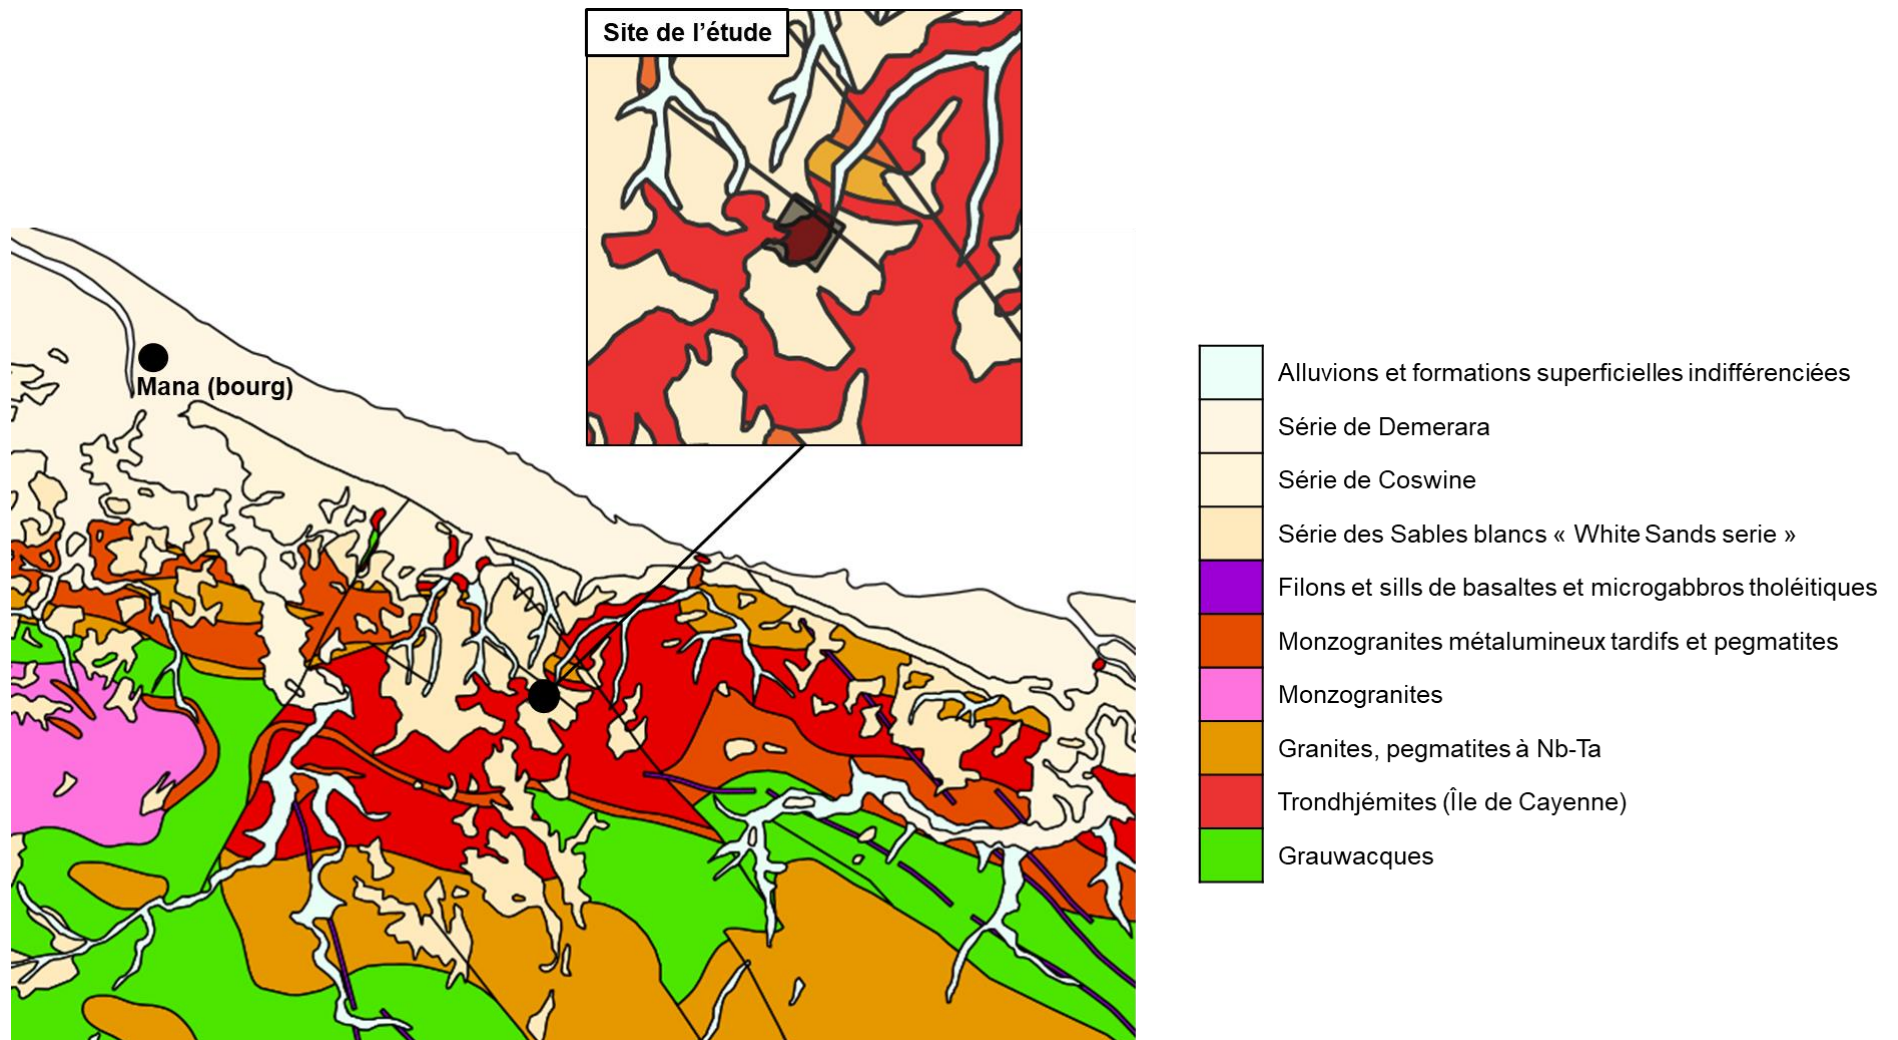 Site de l’étude
Mana (bourg)
Alluvions et formations superficielles indifférenciées
Série de Demerara
Série de Coswine
Série des Sables blancs « White Sands serie »
Filons et sills de basaltes et microgabbros tholéitiques
Monzogranites métalumineux tardifs et pegmatites
Monzogranites
Granites, pegmatites à Nb-Ta
Trondhjémites (Île de Cayenne)
Grauwacques